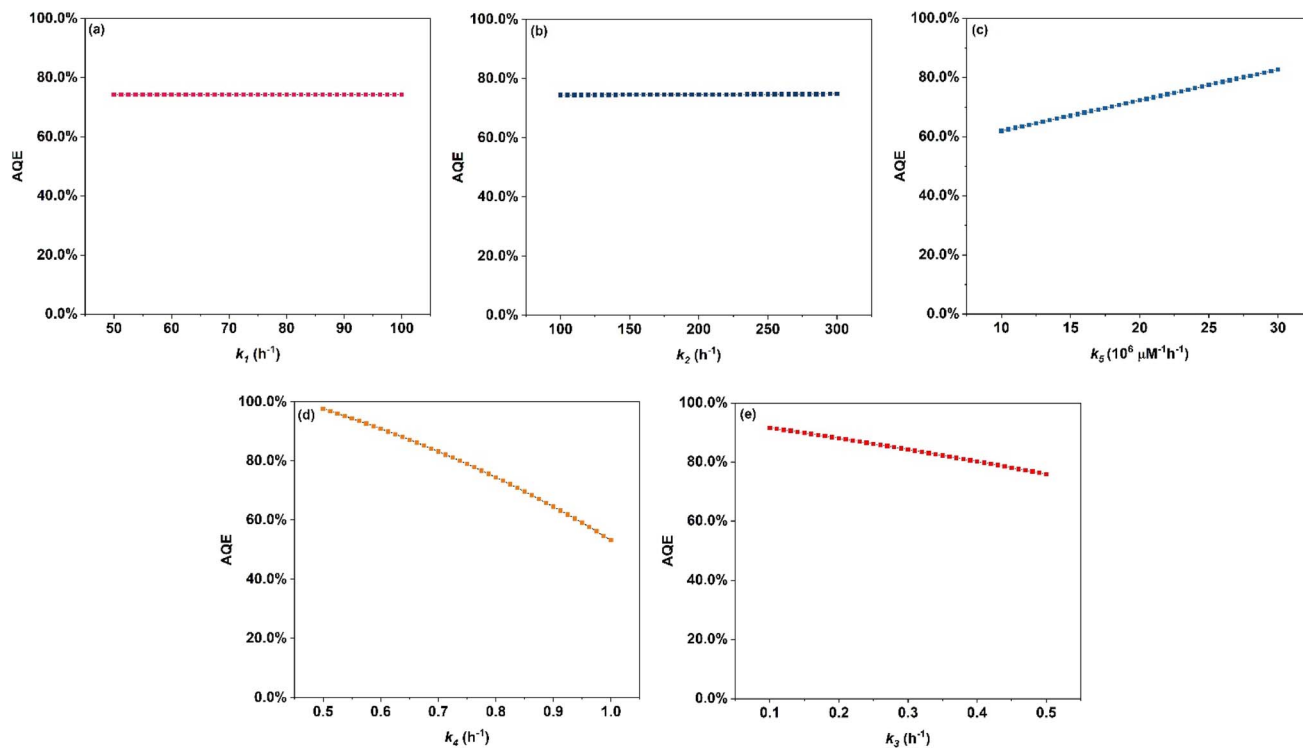 (a)
100.0%
80.0%
60.0%
40.0%
20.0%
0.0%
AQE
50 60 70 80 90 100
k₁ (h⁻¹)
(b)
100.0%
80.0%
60.0%
40.0%
20.0%
0.0%
AQE
100 150 200 250 300
k₂ (h⁻¹)
(c)
100.0%
80.0%
60.0%
40.0%
20.0%
0.0%
AQE
10 15 20 25 30
k₅ (10⁶ μM⁻¹h⁻¹)
(d)
100.0%
80.0%
60.0%
40.0%
20.0%
0.0%
AQE
0.5 0.6 0.7 0.8 0.9 1.0
k₄ (h⁻¹)
(e)
100.0%
80.0%
60.0%
40.0%
20.0%
0.0%
AQE
0.1 0.2 0.3 0.4 0.5
k₃ (h⁻¹)